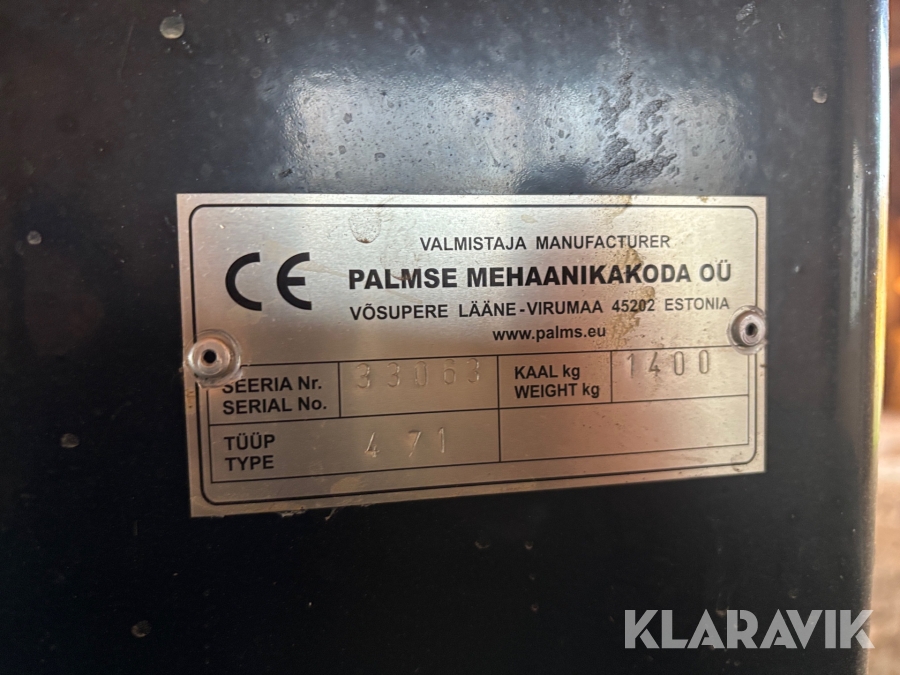 CE
VALMISTAJA MANUFACTURER
PALMSE MEHAANIKAKODA OÜ
VÕSUPERE LÄÄNE-VIRUMAA 45202 ESTONIA
www.palms.eu
SEERIA Nr. 33063 KAAL kg 1400
SERIAL No. WEIGHT kg
TÜÜP 471
TYPE
KLARAVIK